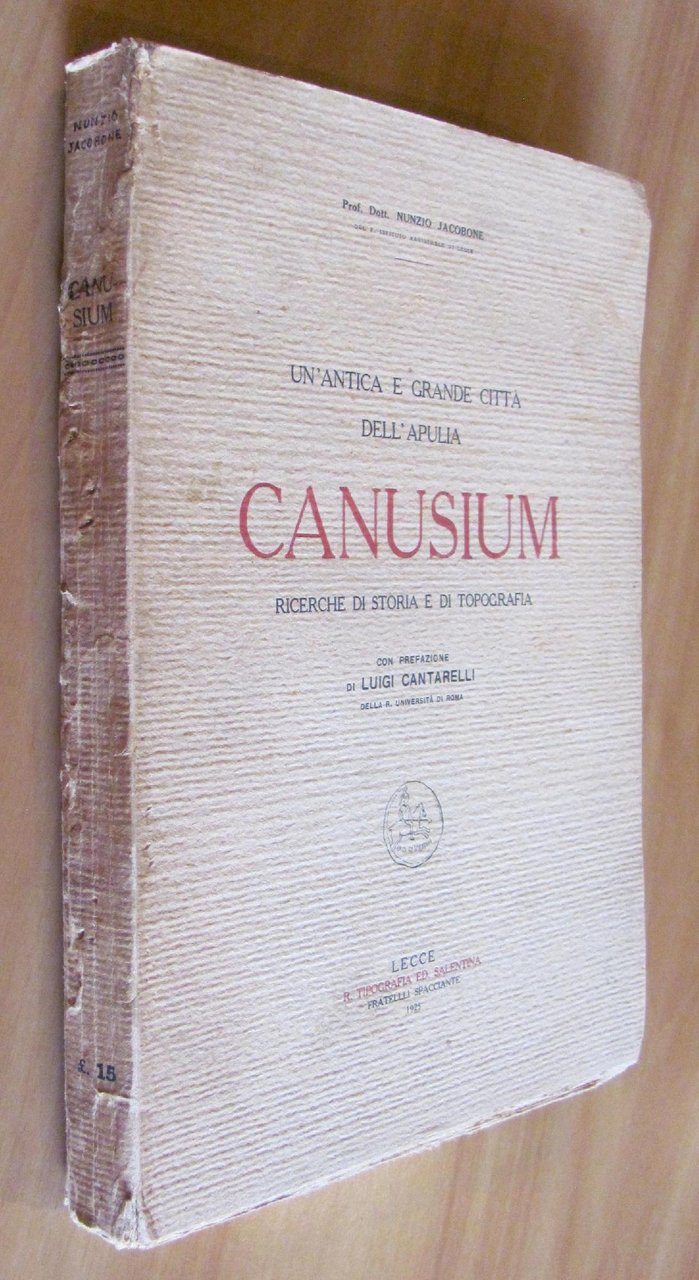 NUNZIO
JACOBONE
CANU-
SIUM
£. 15
Prof. Dott. NUNZIO JACOBONE
UN'ANTICA E GRANDE CITTÀ
DELL'APULIA
CANUSIUM
RICERCHE DI STORIA E DI TOPOGRAFIA
CON PREFAZIONE
DI LUIGI CANTARELLI
DELLA R. UNIVERSITÀ DI ROMA
LECCE
R. TIPOGRAFIA ED. SALENTINA
FRATELLI SPACCIANTE
1925